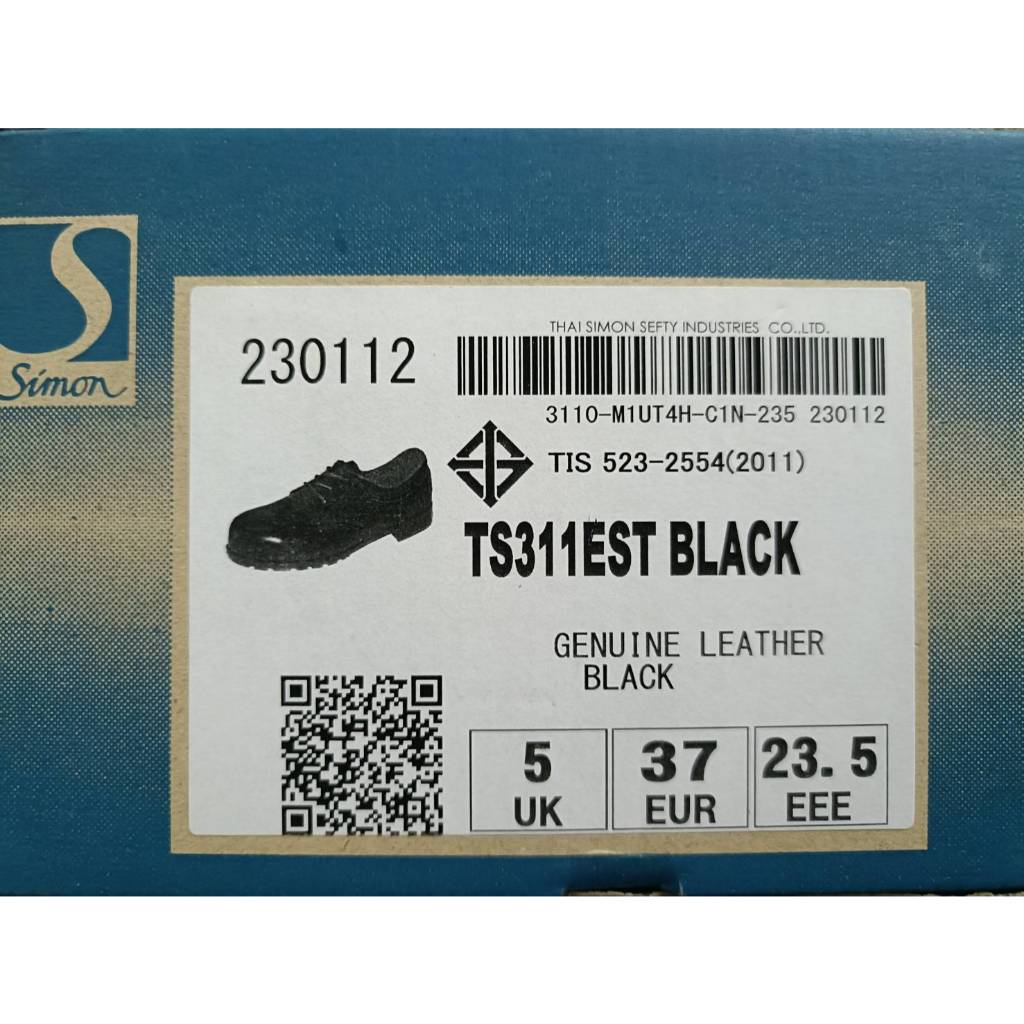 Simon
230112
THAI SIMON SEFTY INDUSTRIES CO.,LTD.
3110-M1UT4H-C1N-235 230112
TIS 523-2554(2011)
TS311EST BLACK
GENUINE LEATHER
BLACK
5 37 23.5
UK EUR EEE